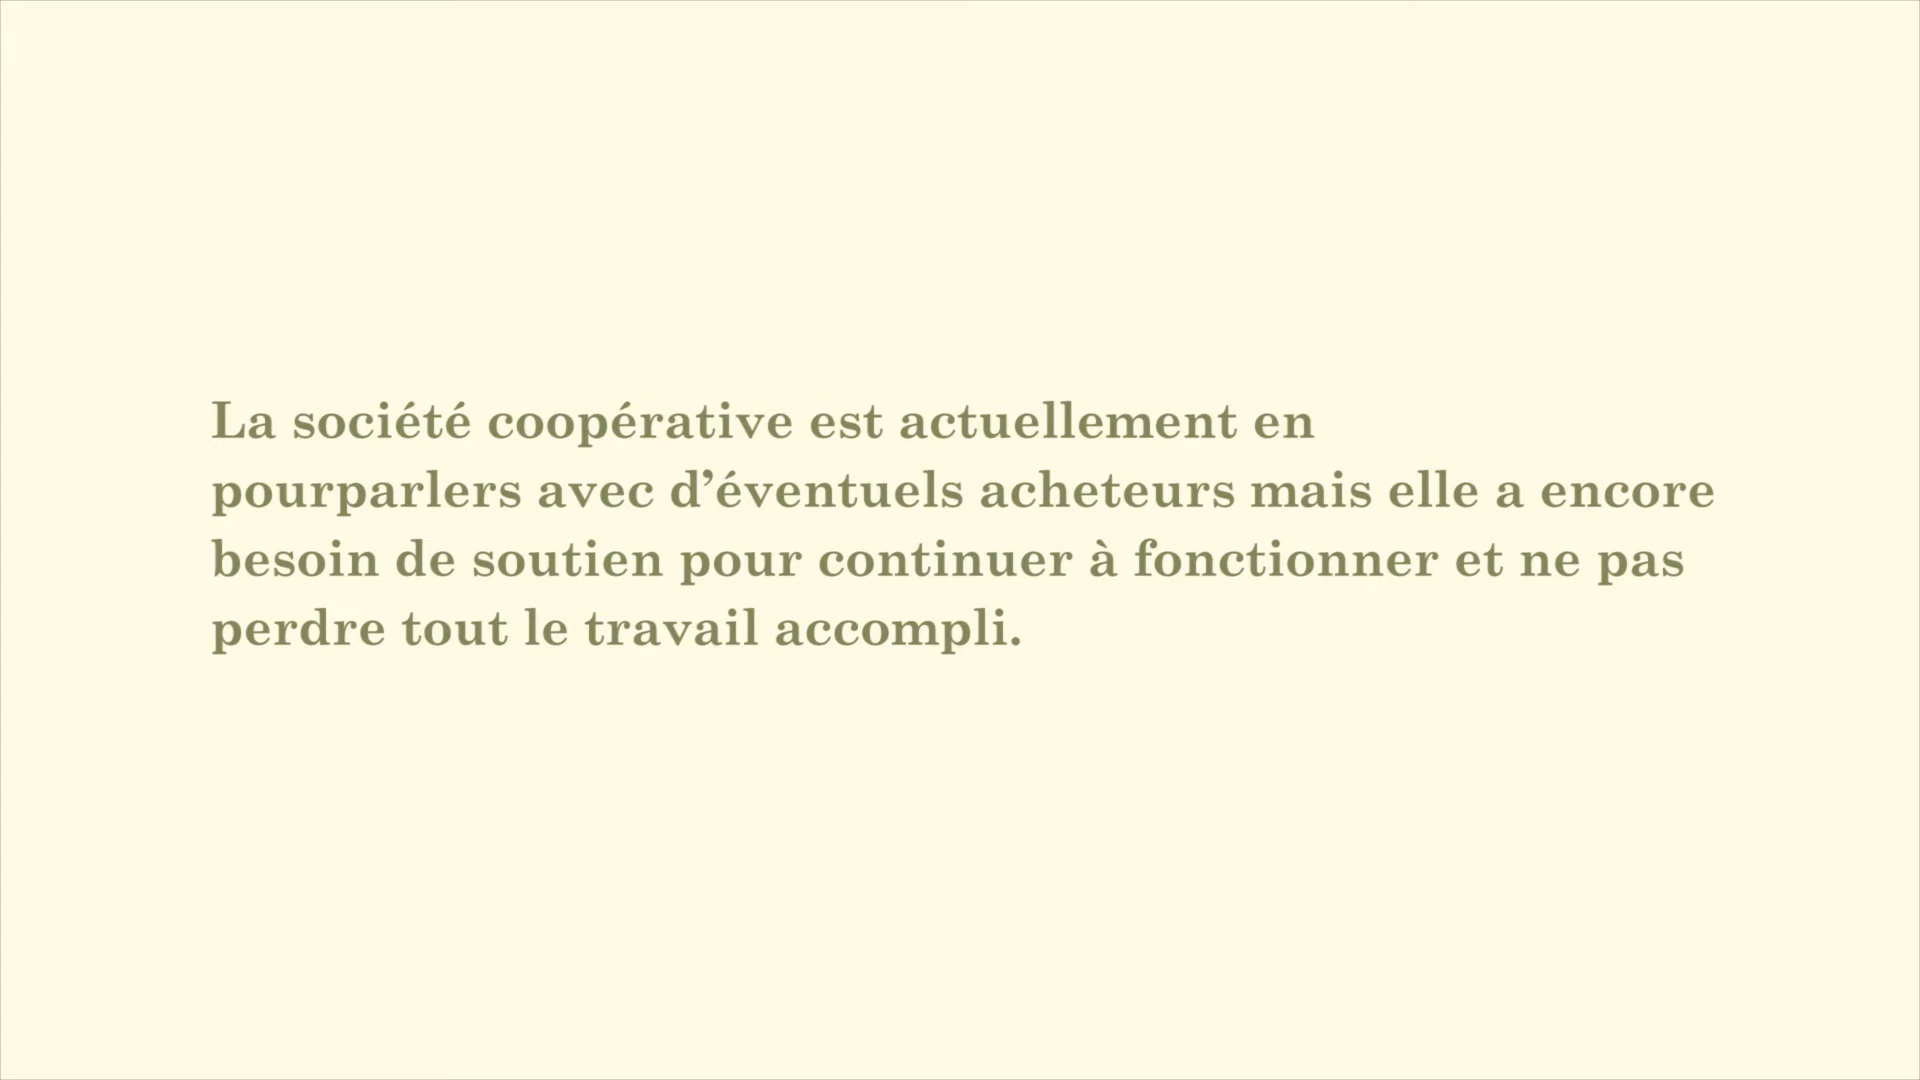 La société coopérative est actuellement en
pourparlers avec d’éventuels acheteurs mais elle a encore
besoin de soutien pour continuer à fonctionner et ne pas
perdre tout le travail accompli.